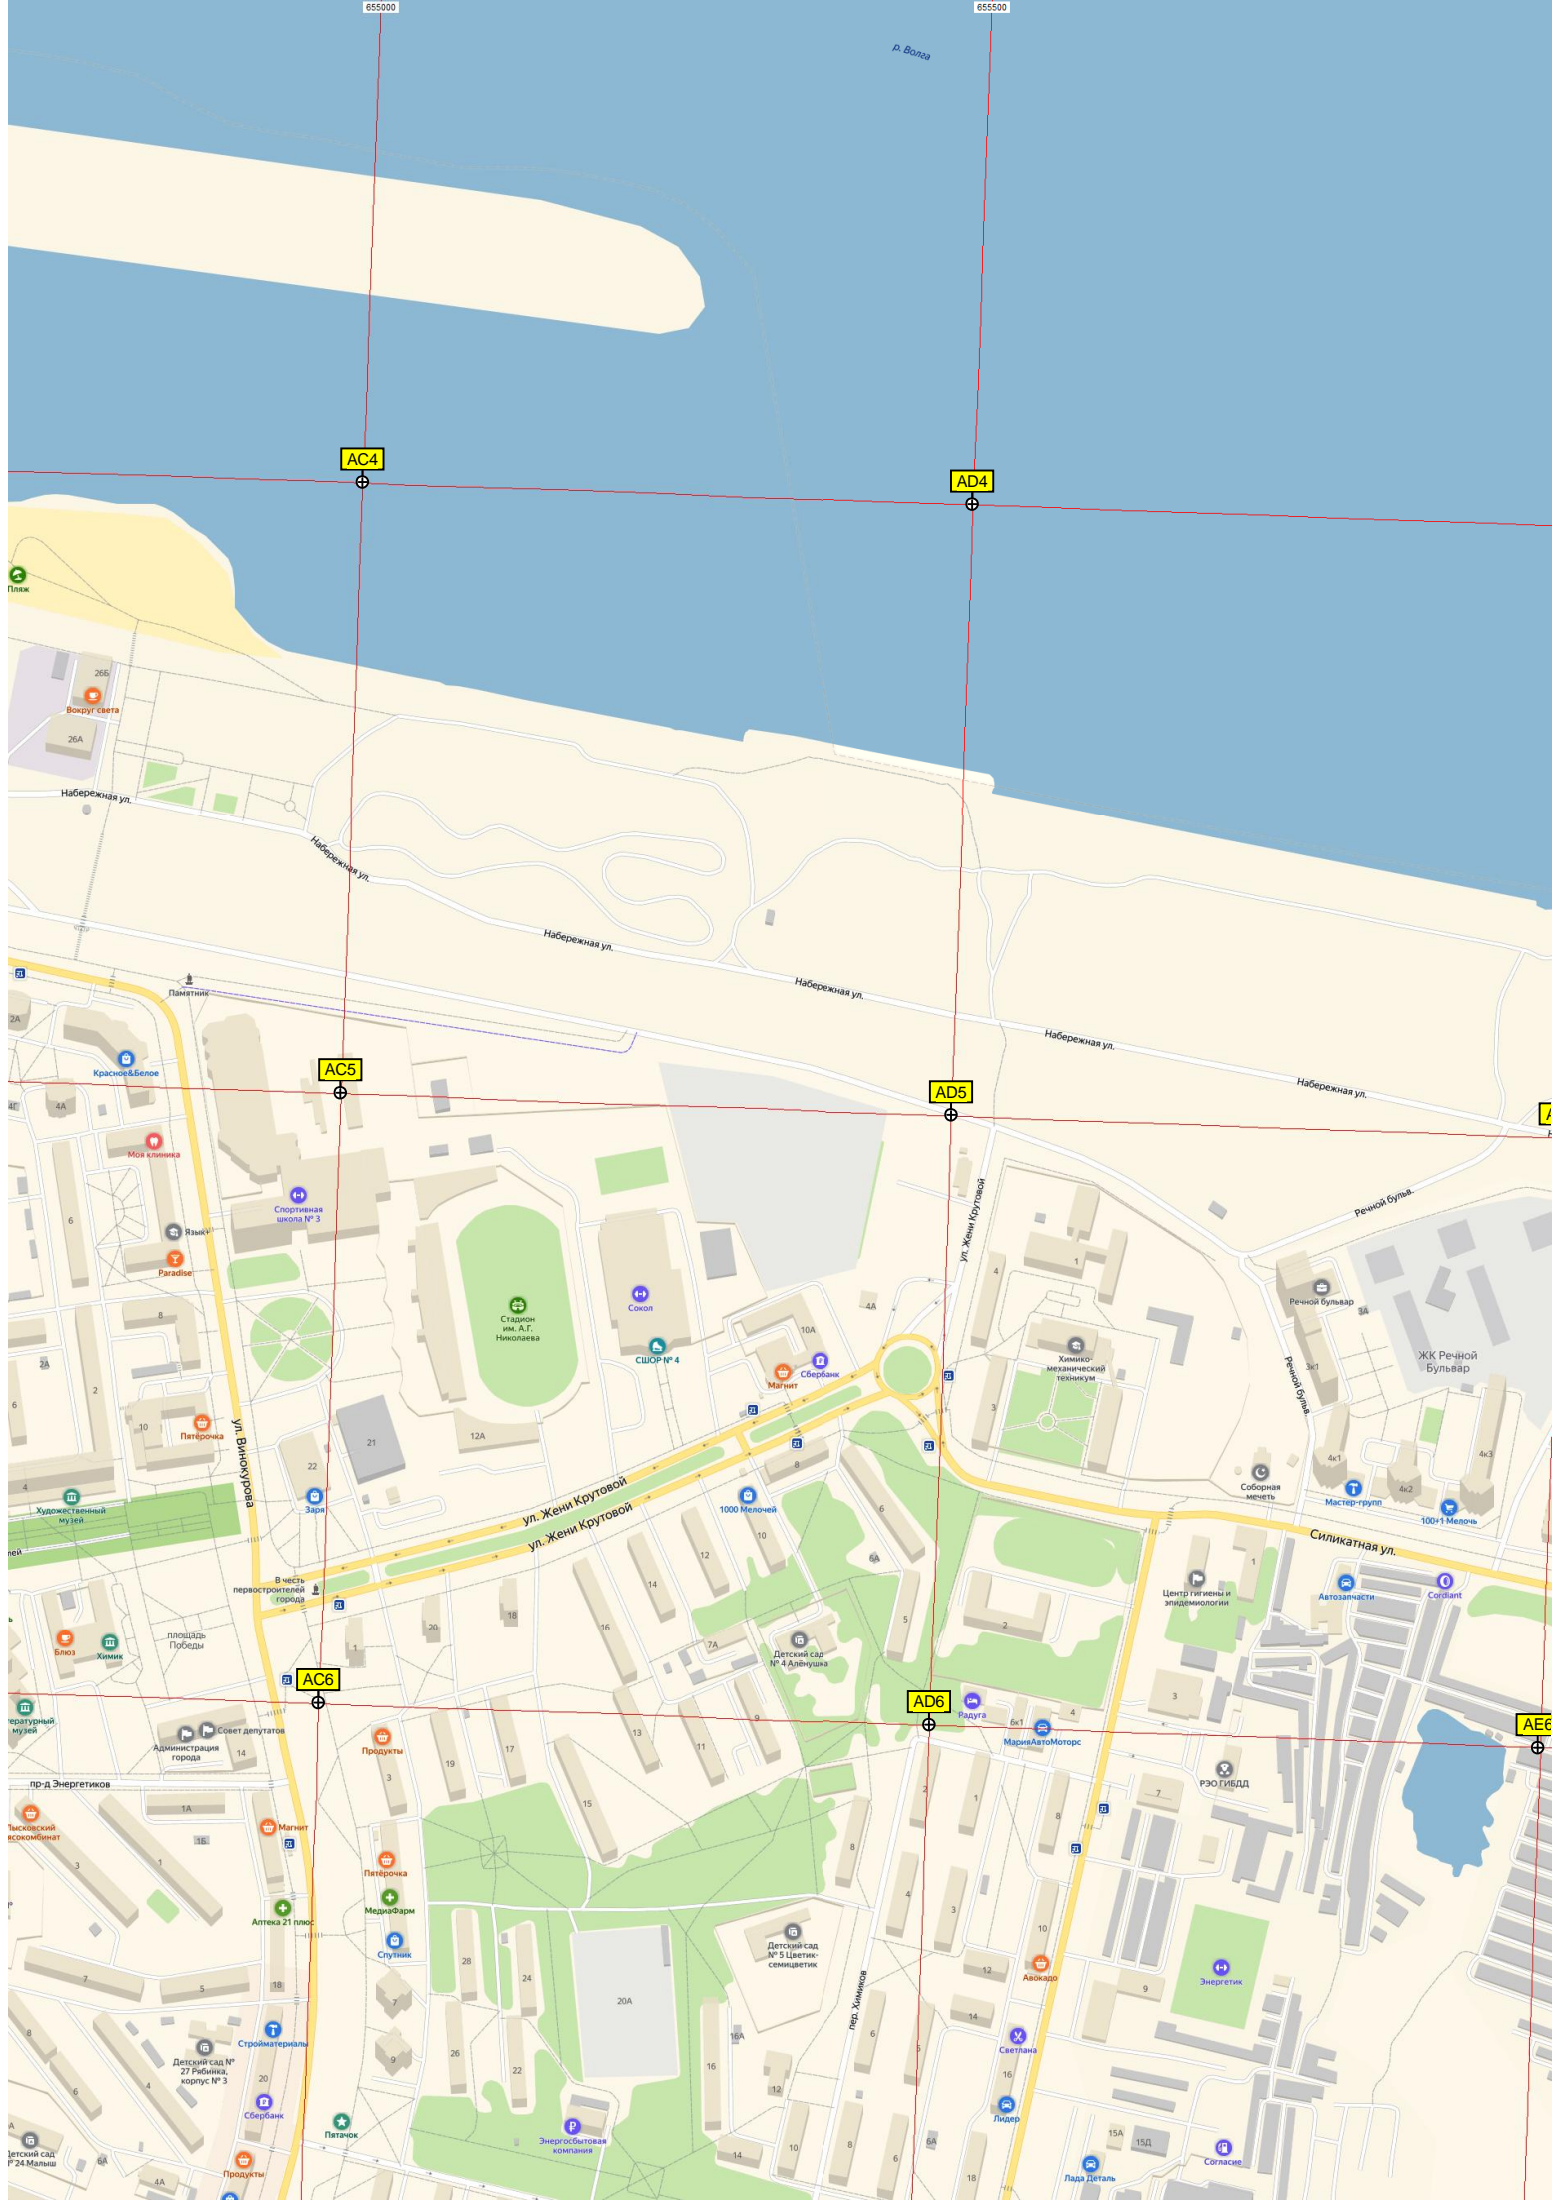 655000
655500
р. Волга
AC4
AD4
Пляж
26Б
Вокруг света
26А
Набережная ул.
Набережная ул.
Набережная ул.
Набережная ул.
Набережная ул.
Набережная ул.
Памятник
2А
Красное&Белое
AC5
AD5
4Г
4А
Моя клиника
6
Спортивная
школа № 3
Язык+
Paradise
ул. Жени Крутовой
Речной бульв.
1
4
4А
Речной бульвар
3А
Сокол
Стадион
им. А.Г.
Николаева
8
10А
СШОР № 4
Сбербанк
Магнит
Химико-
механический
техникум
ЖК Речной
Бульвар
3к1
Речной бульв.
2А
2
6
10
Пятёрочка
ул. Винокурова
21
12А
3
22
Заря
4
Художественный
музей
8
6
1000 Мелочей
Соборная
мечеть
4к1
4к2
4к3
Мастер-групп
100+1 Мелочь
ул. Жени Крутовой
ул. Жени Крутовой
Силикатная ул.
10
12
14
6А
1
В честь
первостроителей
города
Центр гигиены и
эпидемиологии
Автозапчасти
Cordiant
18
20
16
5
2
площадь
Победы
Блюз
Химик
1
7А
Детский сад
№ 4 Алёнушка
AC6
AD6
AE6
3
Радуга
6к1
4
МарияАвтоМоторс
Совет депутатов
Администрация
города
14
Продукты
3
19
17
13
11
9
РЭО ГИБДД
пр-д Энергетиков
1А
1Б
Магнит
15
2
1
8
7
3
1
Пятёрочка
8
МедиаФарм
Аптека 21 плюс
4
3
10
Спутник
28
24
Детский сад
№ 5 Цветик-
семицветик
12
Авокадо
Энергетик
7
5
18
7
20А
пер. Химиков
9
14
Стройматериалы
8
Детский сад №
27 Рябинка,
корпус № 3
9
26
22
16А
6
Светлана
16
12
16
6
4
20
Сбербанк
Лидер
Пятачок
Энергосбытовая
компания
10
8
6А
15А
15Д
Согласие
Детский сад
№ 24 Малыш
6А
4А
Продукты
14
6
18
Лада Деталь